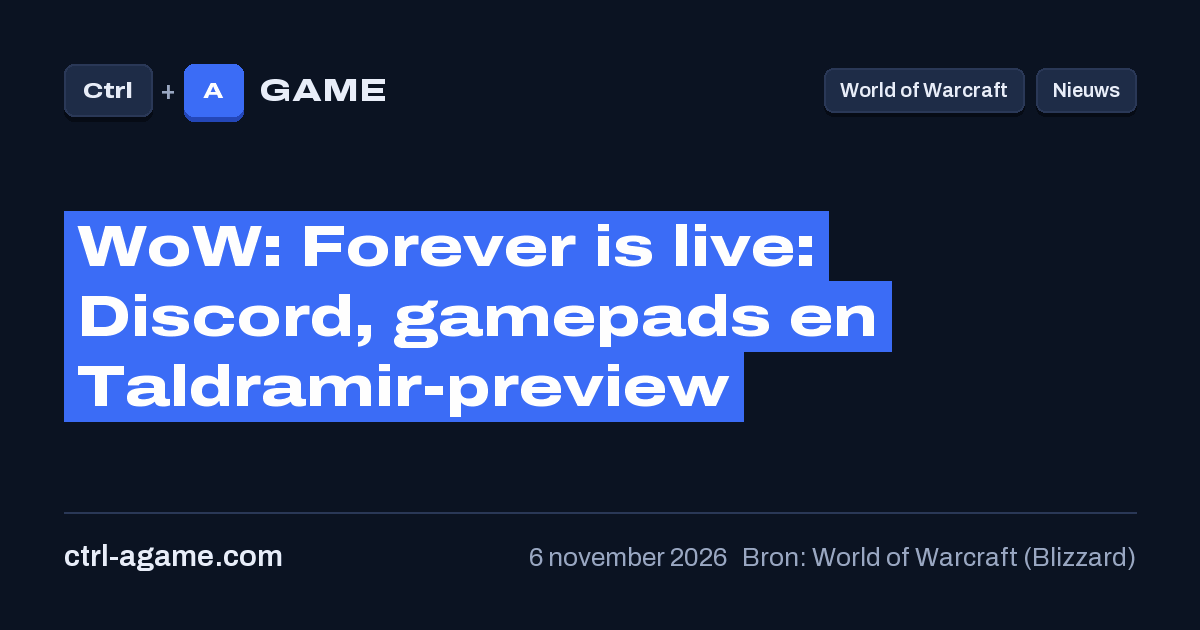 Ctrl + A GAME
World of Warcraft Nieuws
WoW: Forever is live:
Discord, gamepads en
Taldramir-preview
ctrl-agame.com
6 november 2026 Bron: World of Warcraft (Blizzard)